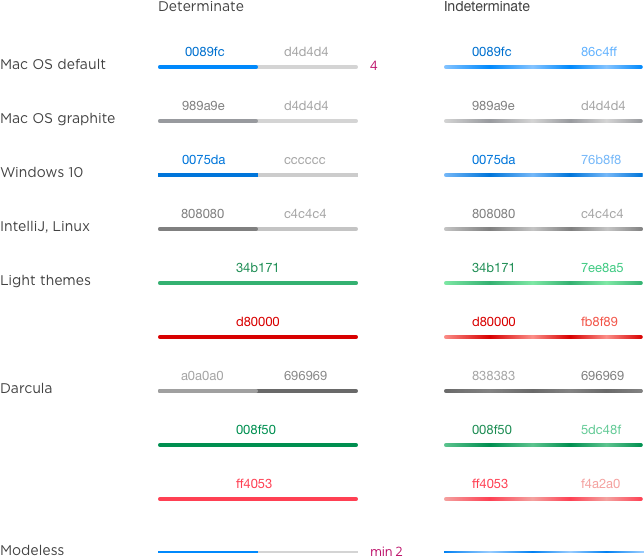 Determinate Indeterminate
0089fc d4d4d4 0089fc 86c4ff
Mac OS default 4
989a9e d4d4d4 989a9e d4d4d4
Mac OS graphite
0075da cccccc 0075da 76b8f8
Windows 10
808080 c4c4c4 808080 c4c4c4
IntelliJ, Linux
34b171 34b171 7ee8a5
Light themes
d80000 d80000 fb8f89
a0a0a0 696969 838383 696969
Darcula
008f50 008f50 5dc48f
ff4053 ff4053 f4a2a0
Modeless min 2